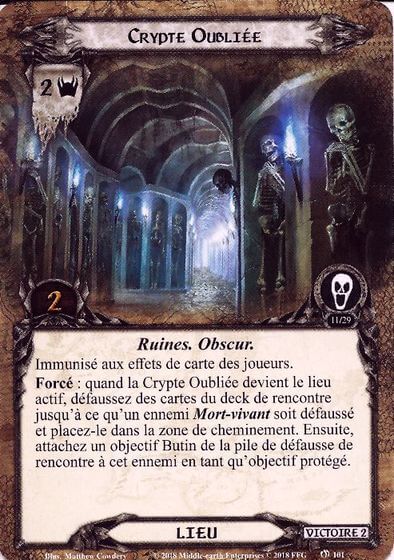 Crypte Oubliée
2
2
11/29
Ruines. Obscur.
Immunisé aux effets de carte des joueurs.
Forcé : quand la Crypte Oubliée devient le lieu
actif, défaussez des cartes du deck de rencontre
jusqu'à ce qu'un ennemi Mort-vivant soit défaussé
et placez-le dans la zone de cheminement. Ensuite,
attachez un objectif Butin de la pile de défausse de
rencontre à cet ennemi en tant qu'objectif protégé.
LIEU
VICTOIRE 2
Illus. Matthew Cowdery
© 2018 Middle-earth Enterprises © 2018 FFG
101